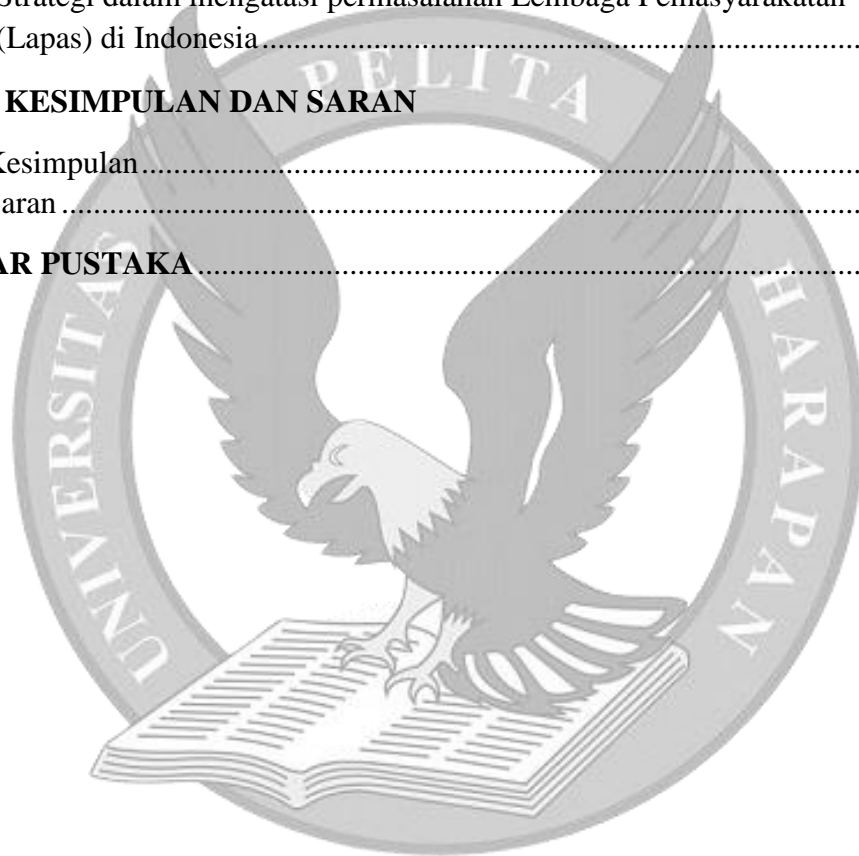 Strategi dalam mengatasi permasalahan Lembaga Pemasyarakatan
(Lapas) di Indonesia................................................................................
KESIMPULAN DAN SARAN
Kesimpulan................................................................................................
aran..........................................................................................................
AR PUSTAKA.........................................................................................
UNIVERSITAS PELITA HARAPAN